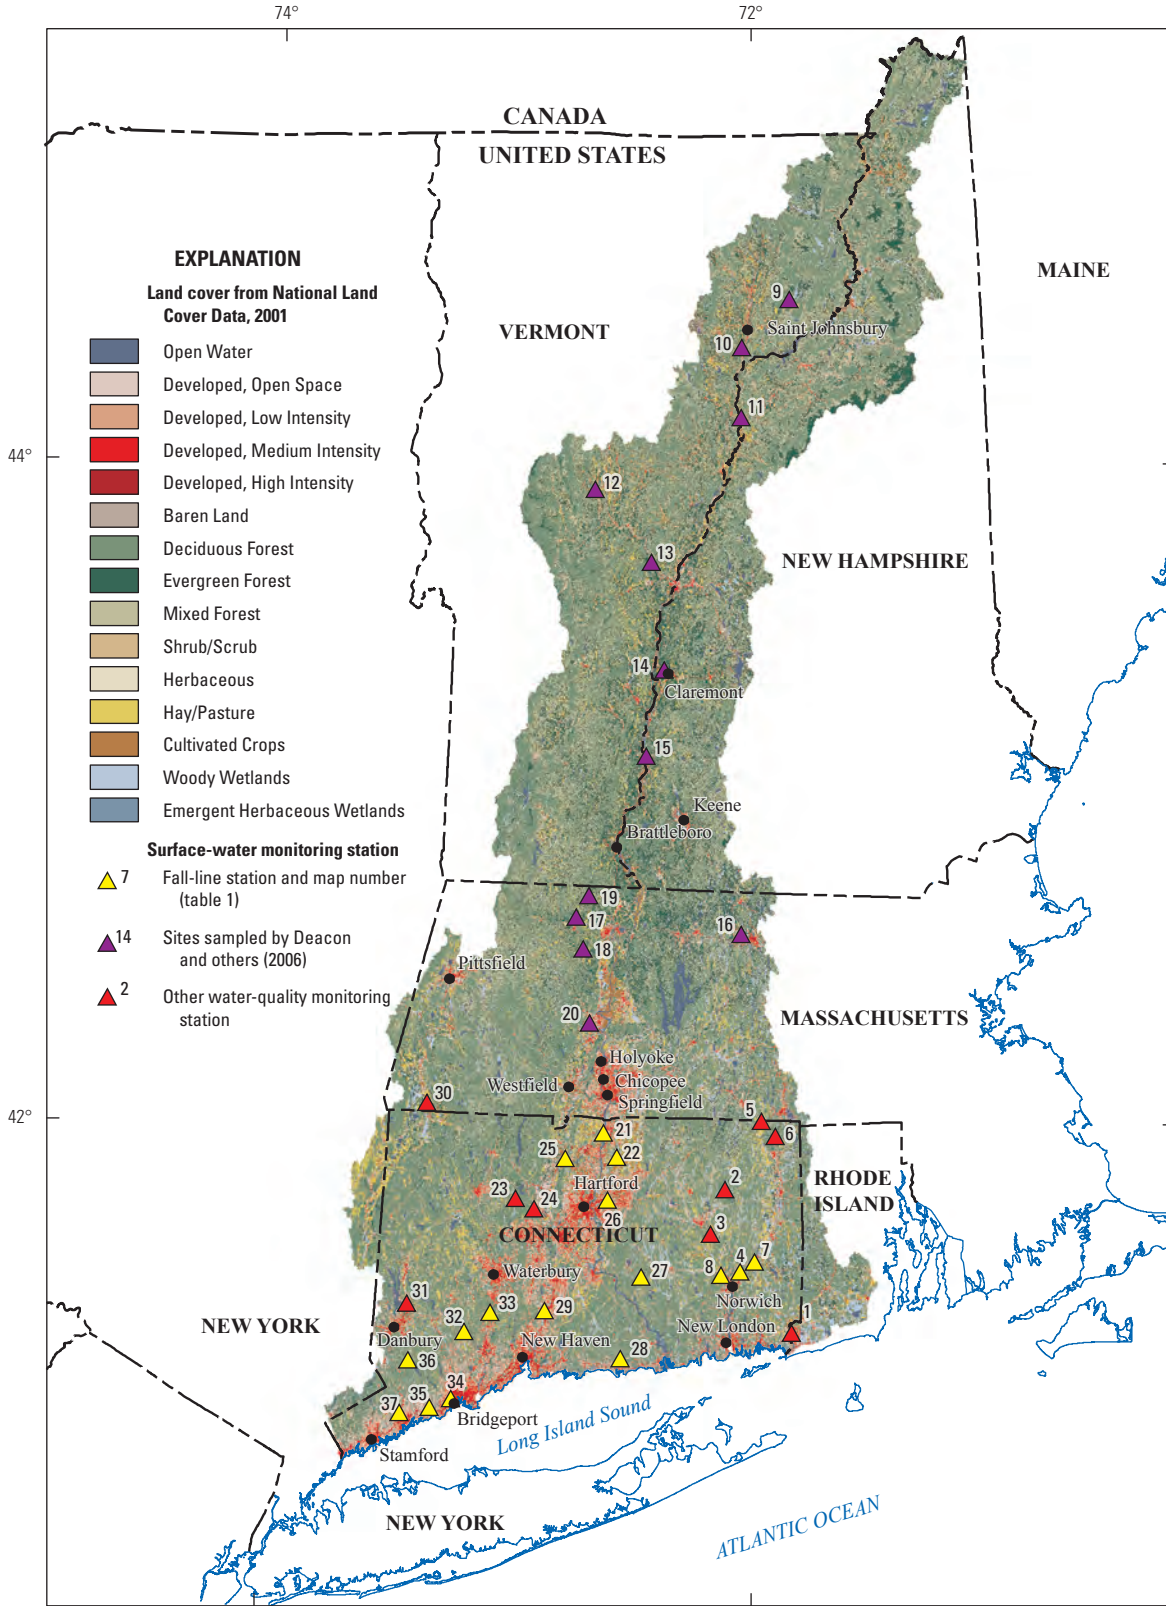 74°
72°
CANADA
UNITED STATES
MAINE
VERMONT
EXPLANATION
Land cover from National Land
Cover Data, 2001
Open Water
Developed, Open Space
Developed, Low Intensity
Developed, Medium Intensity
Developed, High Intensity
Baren Land
Deciduous Forest
Evergreen Forest
Mixed Forest
Shrub/Scrub
Herbaceous
Hay/Pasture
Cultivated Crops
Woody Wetlands
Emergent Herbaceous Wetlands
Surface-water monitoring station
7
Fall-line station and map number
(table 1)
14
Sites sampled by Deacon
and others (2006)
2
Other water-quality monitoring
station
44°
42°
9
Saint Johnsbury
10
11
12
13
NEW HAMPSHIRE
14
Claremont
15
Keene
Brattleboro
19
17
16
18
Pittsfield
MASSACHUSETTS
20
Holyoke
Westfield
Chicopee
Springfield
30
5
21
6
25
22
RHODE
ISLAND
Hartford
2
23
24
26
3
CONNECTICUT
7
4
8
27
Waterbury
Norwich
31
33
29
1
32
New London
NEW YORK
Danbury
New Haven
28
36
34
35
37
Bridgeport
Long Island Sound
Stamford
NEW YORK
ATLANTIC OCEAN